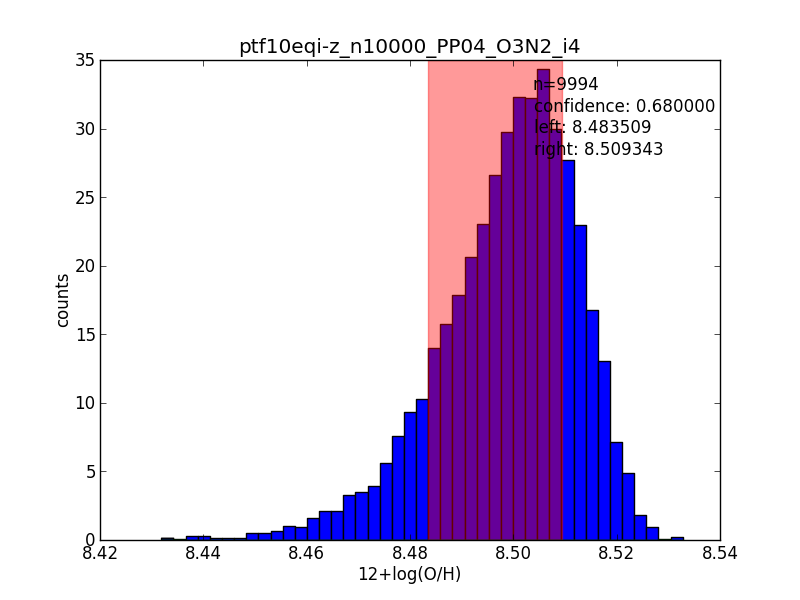 ptf10eqi-z_n10000_PP04_O3N2_i4
35
30
25
20
15
10
5
0
counts
n=9994
confidence: 0.680000
left: 8.483509
right: 8.509343
8.42 8.44 8.46 8.48 8.50 8.52 8.54
12+log(O/H)